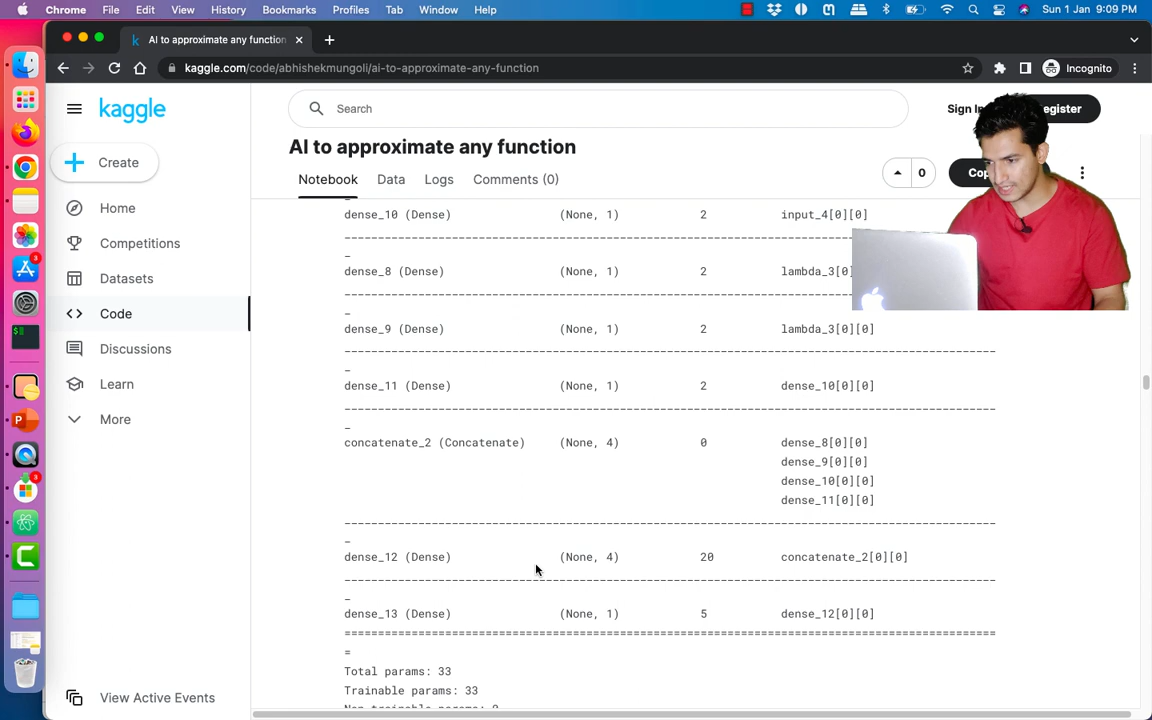 Chrome File Edit View History Bookmarks Profiles Tab Window Help Sun 1 Jan 9:09 PM
AI to approximate any function
kaggle.com/code/abhishekmungoli/ai-to-approximate-any-function Incognito
kaggle
Search
Sign In
egister
Create
Home
Competitions
Datasets
Code
Discussions
Learn
More
View Active Events
AI to approximate any function
0
Cop
Notebook Data Logs Comments (0)
dense_10 (Dense) (None, 1) 2 input_4[0][0]
dense_8 (Dense) (None, 1) 2 lambda_3[0]
dense_9 (Dense) (None, 1) 2 lambda_3[0][0]
dense_11 (Dense) (None, 1) 2 dense_10[0][0]
concatenate_2 (Concatenate) (None, 4) 0 dense_8[0][0]
dense_9[0][0]
dense_10[0][0]
dense_11[0][0]
dense_12 (Dense) (None, 4) 20 concatenate_2[0][0]
dense_13 (Dense) (None, 1) 5 dense_12[0][0]
=
Total params: 33
Trainable params: 33